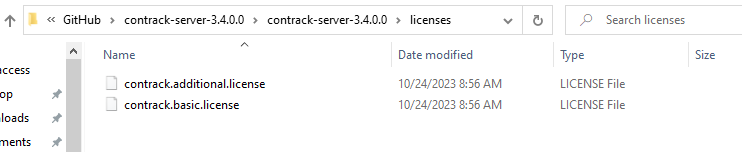 GitHub > contrack-server-3.4.0.0 > contrack-server-3.4.0.0 > licenses
Search licenses
Name Date modified Type Size
access
contrack.additional.license 10/24/2023 8:56 AM LICENSE File
op
contrack.basic.license 10/24/2023 8:56 AM LICENSE File
nloads
ments